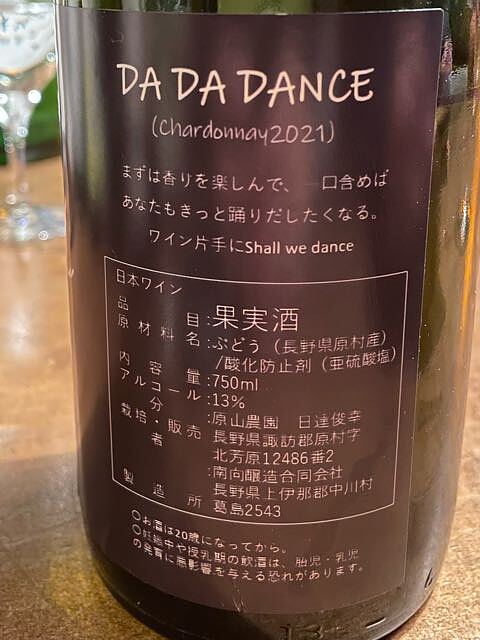 DA DA DANCE
(Chardonnay2021)
まずは香りを楽しんで、一口含めば
あなたもきっと踊りだしたくなる。
ワイン片手にShall we dance
日本ワイン
品目:果実酒
原材料名:ぶどう（長野県原村産）
/酸化防止剤（亜硫酸塩）
内容量:750ml
アルコール分:13%
栽培・販売者:原山農園 日達俊幸
長野県諏訪郡原村字
北芳原12486番2
製造所:南向醸造合同会社
長野県上伊那郡中川村
葛島2543
○お酒は20歳になってから。
○妊娠中や授乳期の飲酒は、胎児・乳児
の発育に悪影響を与える恐れがあります。